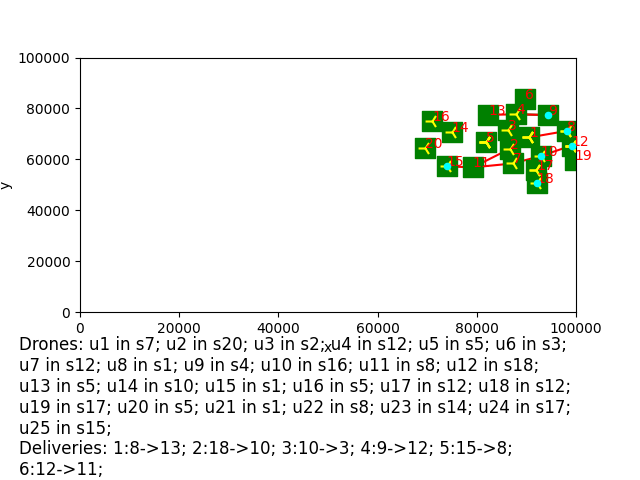 100000
80000
60000
40000
20000
0
y
0 20000 40000 60000 80000 100000
x
16
14
10
12
19
Drones: u1 in s7; u2 in s20; u3 in s2; u4 in s12; u5 in s5; u6 in s3;
u7 in s12; u8 in s1; u9 in s4; u10 in s16; u11 in s8; u12 in s18;
u13 in s5; u14 in s10; u15 in s1; u16 in s5; u17 in s12; u18 in s12;
u19 in s17; u20 in s5; u21 in s1; u22 in s8; u23 in s14; u24 in s17;
u25 in s15;
Deliveries: 1:8->13; 2:18->10; 3:10->3; 4:9->12; 5:15->8;
6:12->11;